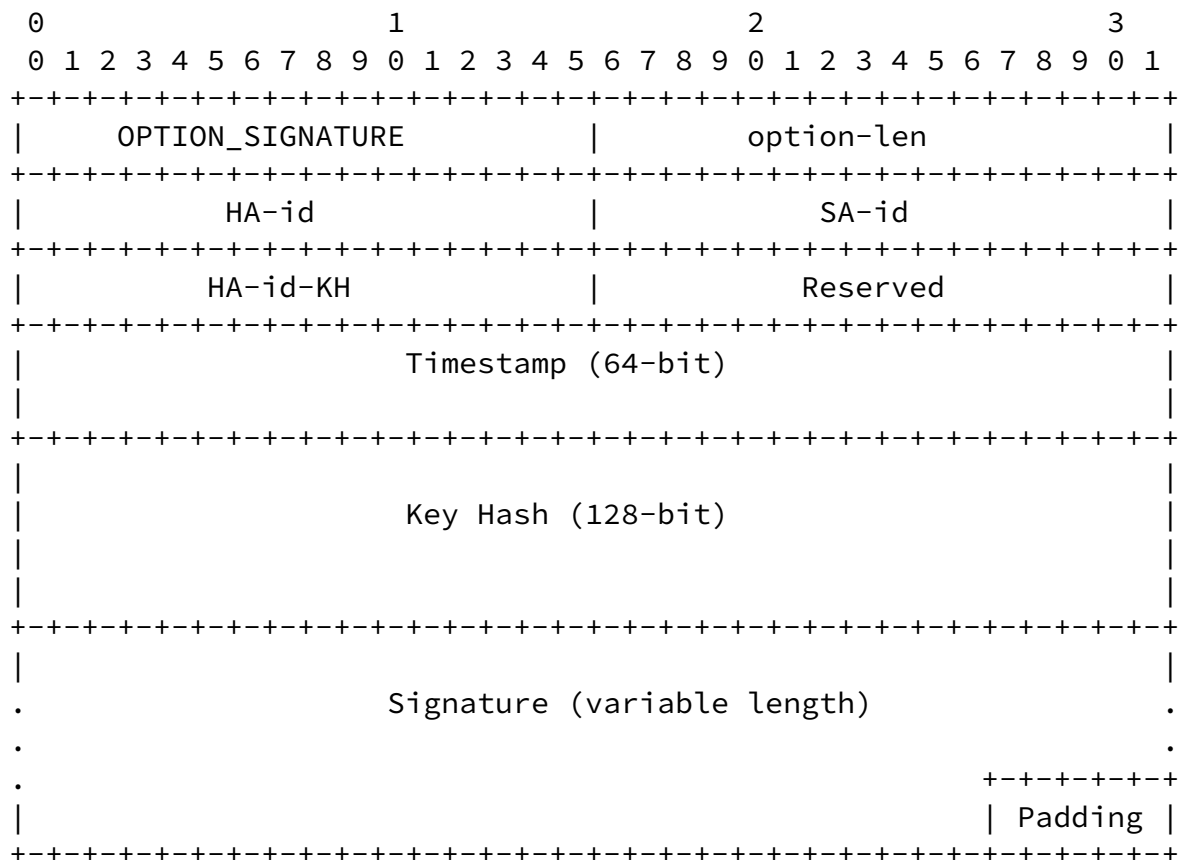 0                   1                   2                   3
 0 1 2 3 4 5 6 7 8 9 0 1 2 3 4 5 6 7 8 9 0 1 2 3 4 5 6 7 8 9 0 1
+-+-+-+-+-+-+-+-+-+-+-+-+-+-+-+-+-+-+-+-+-+-+-+-+-+-+-+-+-+-+-+-+
|     OPTION_SIGNATURE          |        option-len             |
+-+-+-+-+-+-+-+-+-+-+-+-+-+-+-+-+-+-+-+-+-+-+-+-+-+-+-+-+-+-+-+-+
|           HA-id               |            SA-id              |
+-+-+-+-+-+-+-+-+-+-+-+-+-+-+-+-+-+-+-+-+-+-+-+-+-+-+-+-+-+-+-+-+
|          HA-id-KH             |           Reserved            |
+-+-+-+-+-+-+-+-+-+-+-+-+-+-+-+-+-+-+-+-+-+-+-+-+-+-+-+-+-+-+-+-+
|                     Timestamp (64-bit)                        |
|                                                               |
+-+-+-+-+-+-+-+-+-+-+-+-+-+-+-+-+-+-+-+-+-+-+-+-+-+-+-+-+-+-+-+-+
|                                                               |
|                     Key Hash (128-bit)                        |
|                                                               |
|                                                               |
+-+-+-+-+-+-+-+-+-+-+-+-+-+-+-+-+-+-+-+-+-+-+-+-+-+-+-+-+-+-+-+-+
|                                                               |
.                    Signature (variable length)                .
.                                                               .
.                                                     +-+-+-+-+-+
|                                                     | Padding |
+-+-+-+-+-+-+-+-+-+-+-+-+-+-+-+-+-+-+-+-+-+-+-+-+-+-+-+-+-+-+-+-+